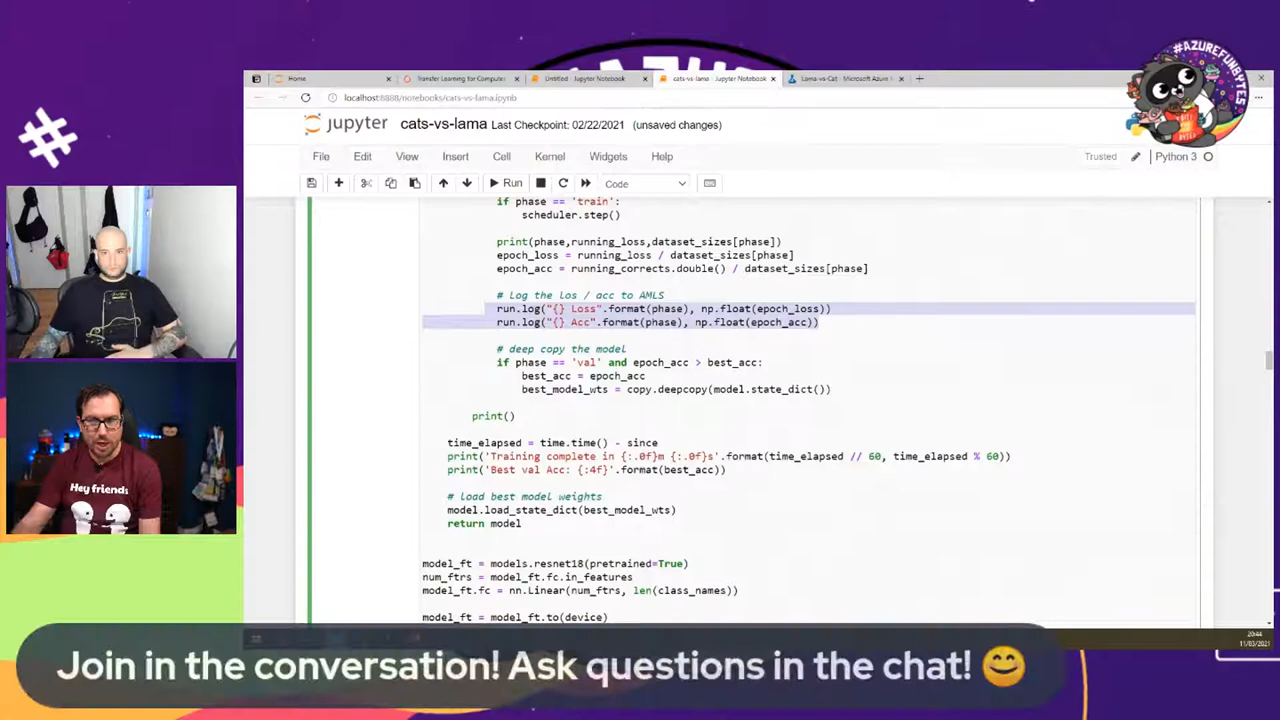 #
#AZUREFUNBYTES
Home
Transfer Learning for Compute
Untitled - Jupyter Notebook
cats-vs-lama - Jupyter Notebook
Lama-vs-Cat - Microsoft Azure
localhost:8888/notebooks/cats-vs-lama.ipynb
jupyter cats-vs-lama Last Checkpoint: 02/22/2021 (unsaved changes)
File Edit View Insert Cell Kernel Widgets Help
Trusted Python 3
Run Code
if phase == 'train':
scheduler.step()
print(phase,running_loss,dataset_sizes[phase])
epoch_loss = running_loss / dataset_sizes[phase]
epoch_acc = running_corrects.double() / dataset_sizes[phase]
# Log the los / acc to AMLS
run.log("{} Loss".format(phase), np.float(epoch_loss))
run.log("{} Acc".format(phase), np.float(epoch_acc))
# deep copy the model
if phase == 'val' and epoch_acc > best_acc:
best_acc = epoch_acc
best_model_wts = copy.deepcopy(model.state_dict())
print()
time_elapsed = time.time() - since
print('Training complete in {:.0f}m {:.0f}s'.format(time_elapsed // 60, time_elapsed % 60))
print('Best val Acc: {:4f}'.format(best_acc))
# load best model weights
model.load_state_dict(best_model_wts)
return model
model_ft = models.resnet18(pretrained=True)
num_ftrs = model_ft.fc.in_features
model_ft.fc = nn.Linear(num_ftrs, len(class_names))
model_ft = model_ft.to(device)
20:44
11/03/2021
Hey friends
Join in the conversation! Ask questions in the chat! 😊